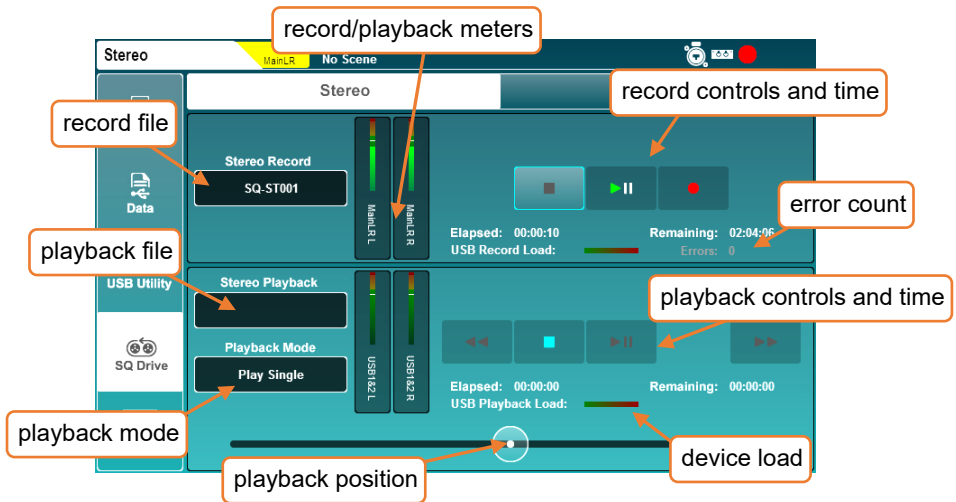 record/playback meters
Stereo
MainLR
No Scene
Stereo
record controls and time
record file
Stereo Record
SQ-ST001
MainLR L
MainLR R
Data
error count
Elapsed: 00:00:10
Remaining: 02:04:06
USB Record Load:
Errors: 0
playback file
USB Utility
Stereo Playback
playback controls and time
Playback Mode
Play Single
USB1&2 L
USB1&2 R
SQ Drive
Elapsed: 00:00:00
Remaining: 00:00:00
USB Playback Load:
playback mode
device load
playback position